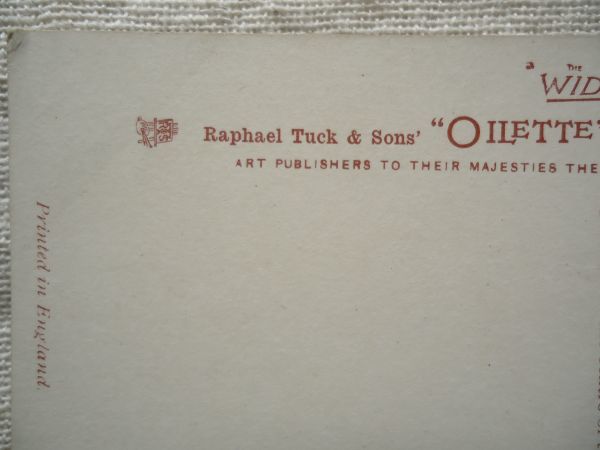 THE
"WID
Raphael Tuck & Sons' "OILETTE"
ART PUBLISHERS TO THEIR MAJESTIES THE
Printed in England.